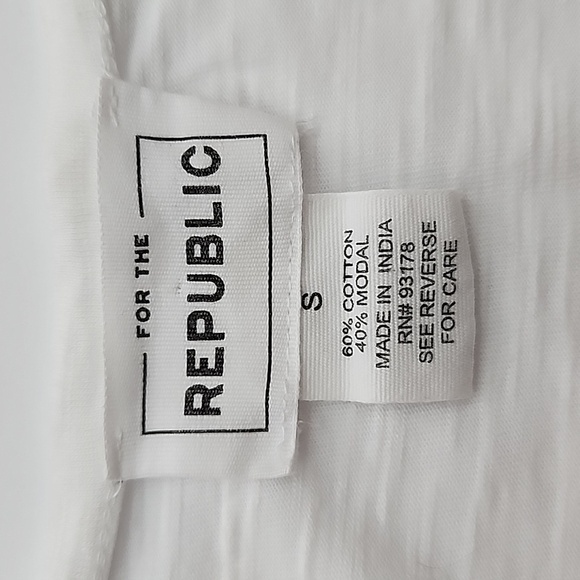 FOR THE
REPUBLIC
S
60% COTTON
40% MODAL
MADE IN INDIA
RN# 93178
SEE REVERSE
FOR CARE